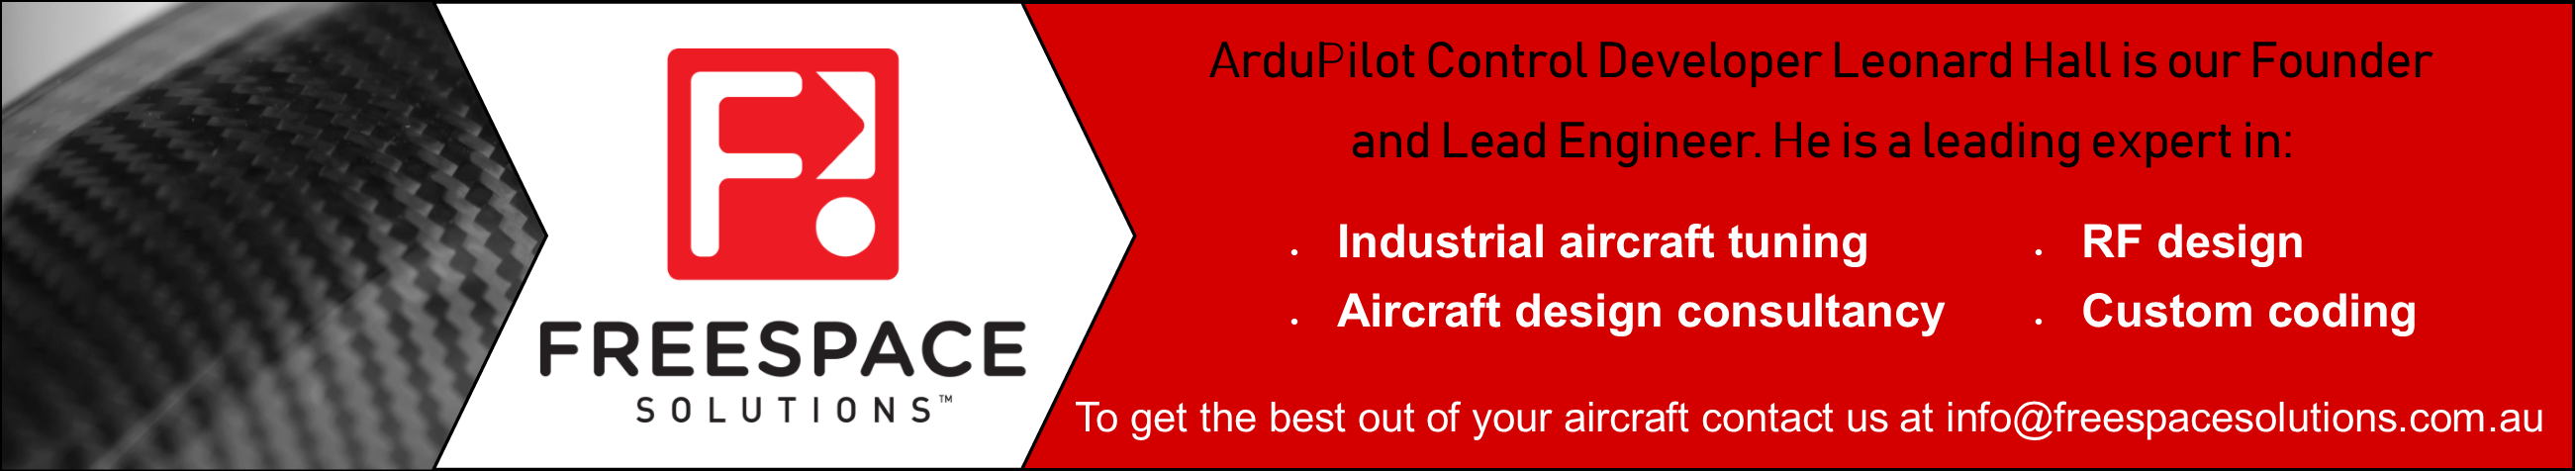 F!
FREESPACE
SOLUTIONS™
ArduPilot Control Developer Leonard Hall is our Founder
and Lead Engineer. He is a leading expert in:
. Industrial aircraft tuning
. RF design
. Aircraft design consultancy
. Custom coding
To get the best out of your aircraft contact us at info@freespacesolutions.com.au